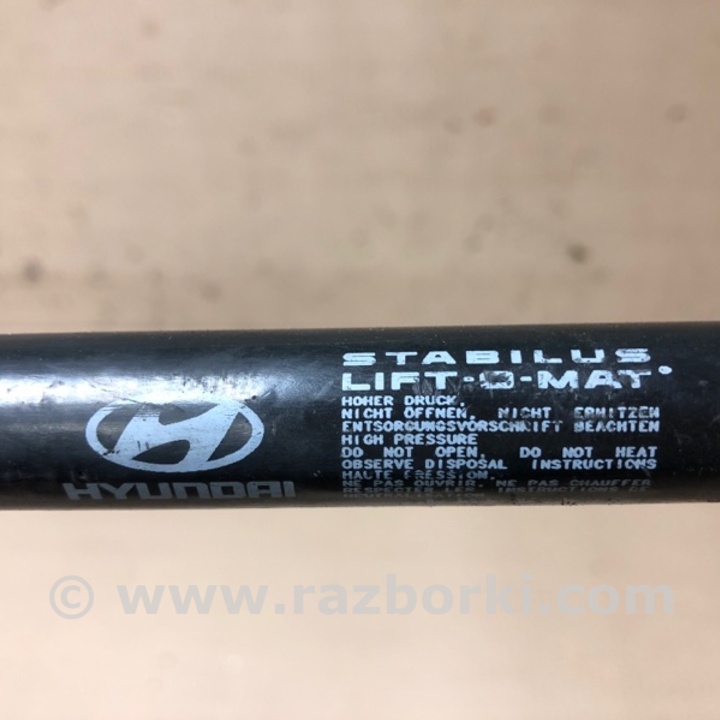 STABILUS
LIFT-O-MAT
HOHER DRUCK.
NICHT ÖFFNEN, NICHT ERHITZEN
ENTSORGUNGSVORSCHRIFT BEACHTEN
HIGH PRESSURE
DO NOT OPEN, DO NOT HEAT
OBSERVE DISPOSAL INSTRUCTIONS
HAUTE PRESSION.
NE PAS OUVRIR, NE PAS CHAUFFER
HYUNDAI
© www.razborki.com